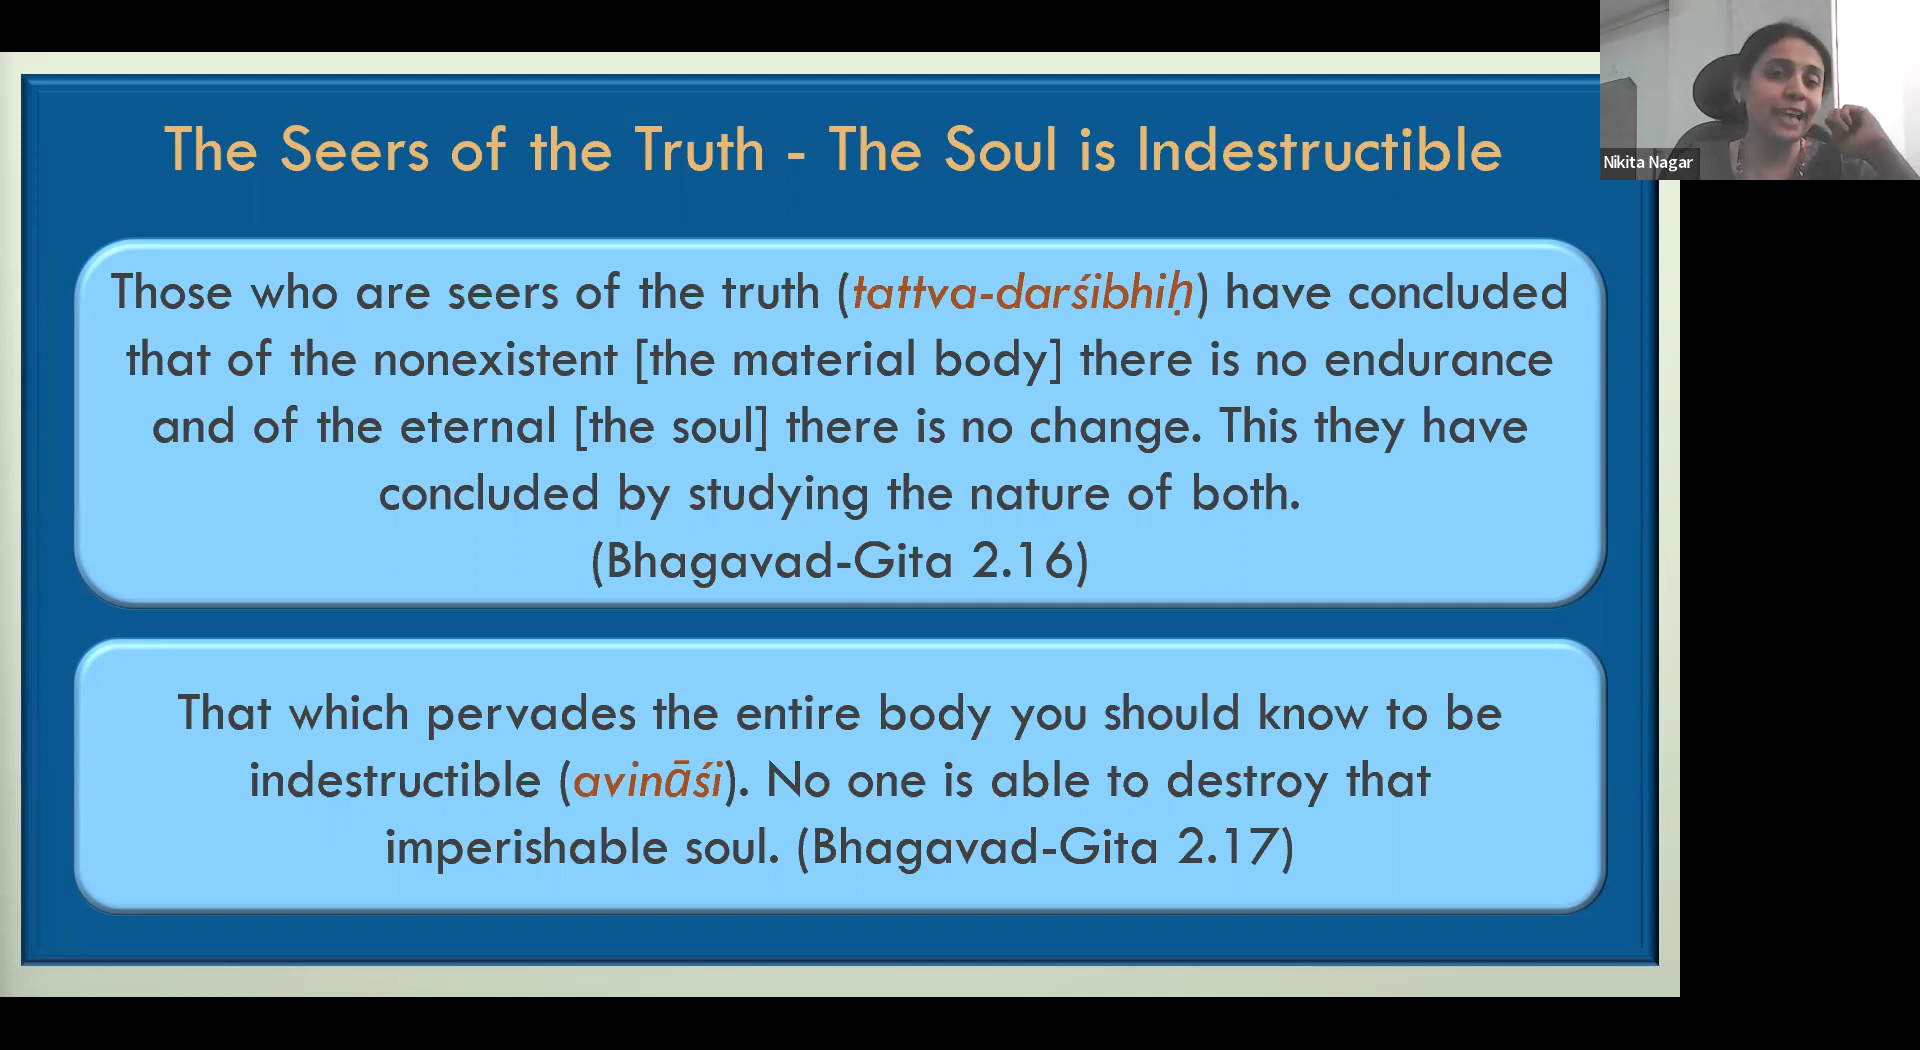 The Seers of the Truth - The Soul is Indestructible
Nikita Nagar
Those who are seers of the truth (tattva-darśibhiḥ) have concluded
that of the nonexistent [the material body] there is no endurance
and of the eternal [the soul] there is no change. This they have
concluded by studying the nature of both.
(Bhagavad-Gita 2.16)
That which pervades the entire body you should know to be
indestructible (avināśi). No one is able to destroy that
imperishable soul. (Bhagavad-Gita 2.17)